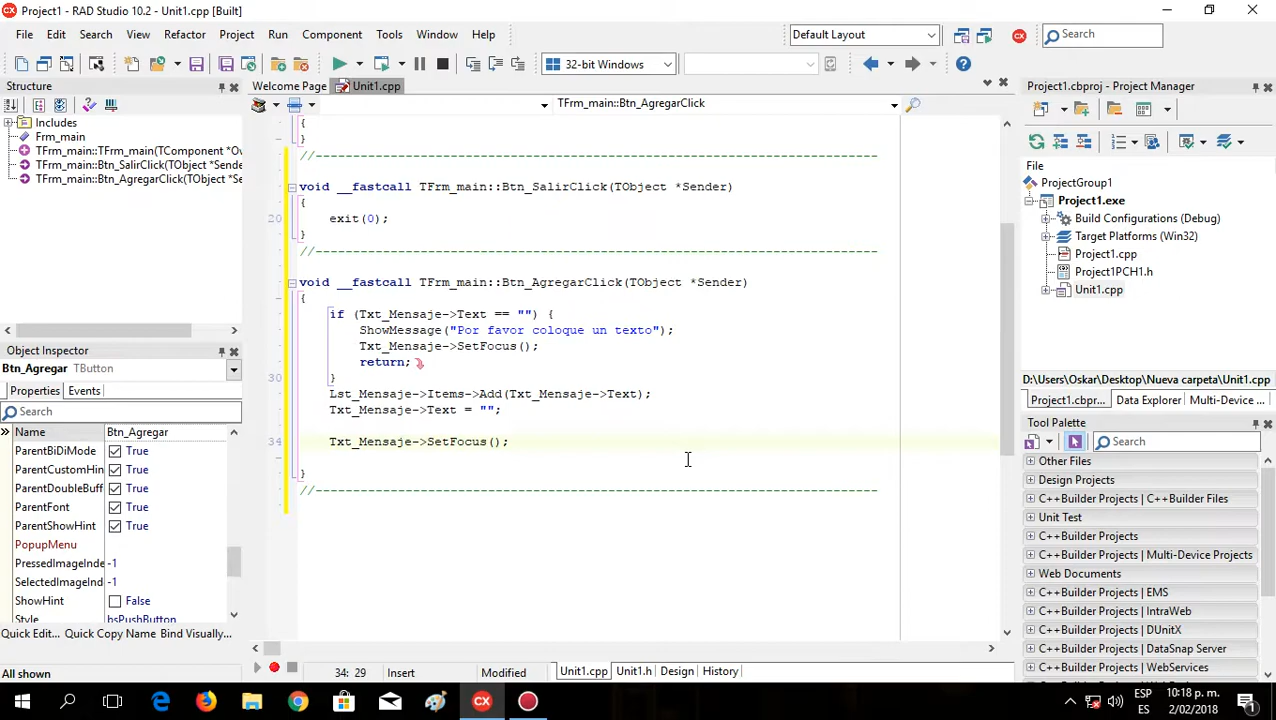 Project1 - RAD Studio 10.2 - Unit1.cpp [Built]
File Edit Search View Refactor Project Run Component Tools Window Help
Default Layout
Search
32-bit Windows
Structure
Includes
Frm_main
TFrm_main::TFrm_main(TComponent *Ow
TFrm_main::Btn_SalirClick(TObject *Sende
TFrm_main::Btn_AgregarClick(TObject *Se
Object Inspector
Btn_Agregar TButton
Properties Events
Search
Name Btn_Agregar
ParentBiDiMode True
ParentCustomHin True
ParentDoubleBuff True
ParentFont True
ParentShowHint True
PopupMenu
PressedImageInde -1
SelectedImageInd -1
ShowHint False
Style bsPushButton
Quick Edit... Quick Copy Name Bind Visually...
All shown
Welcome Page Unit1.cpp
TFrm_main::Btn_AgregarClick
{
}
//---------------------------------------------------------------------------
void __fastcall TFrm_main::Btn_SalirClick(TObject *Sender)
{
20 exit(0);
}
//---------------------------------------------------------------------------
void __fastcall TFrm_main::Btn_AgregarClick(TObject *Sender)
{
if (Txt_Mensaje->Text == "") {
ShowMessage("Por favor coloque un texto");
Txt_Mensaje->SetFocus();
return;
30 }
Lst_Mensaje->Items->Add(Txt_Mensaje->Text);
Txt_Mensaje->Text = "";
34 Txt_Mensaje->SetFocus();
}
//---------------------------------------------------------------------------
34: 29 Insert Modified Unit1.cpp Unit1.h Design History
Project1.cbproj - Project Manager
File
ProjectGroup1
Project1.exe
Build Configurations (Debug)
Target Platforms (Win32)
Project1.cpp
Project1PCH1.h
Unit1.cpp
D:\Users\Oskar\Desktop\Nueva carpeta\Unit1.cpp
Project1.cbpr... Data Explorer Multi-Device ...
Tool Palette
Search
Other Files
Design Projects
C++Builder Projects | C++Builder Files
Unit Test
C++Builder Projects
C++Builder Projects | Multi-Device Projects
Web Documents
C++Builder Projects | EMS
C++Builder Projects | IntraWeb
C++Builder Projects | DUnitX
C++Builder Projects | DataSnap Server
C++Builder Projects | WebServices
ESP 10:18 p. m.
ES 2/02/2018